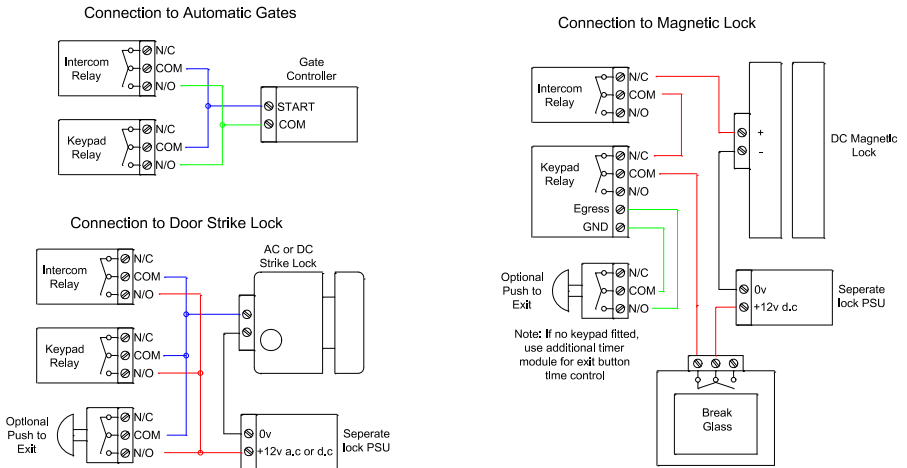 Connection to Automatic Gates
Intercom
Relay
N/C
COM
N/O
Keypad
Relay
N/C
COM
N/O
Gate
Controller
START
COM
Connection to Door Strike Lock
Intercom
Relay
N/C
COM
N/O
Keypad
Relay
N/C
COM
N/O
Optional
Push to
Exit
N/C
COM
N/O
AC or DC
Strike Lock
0v
+12v a.c or d.c
Seperate
lock PSU
Connection to Magnetic Lock
Intercom
Relay
N/C
COM
N/O
Keypad
Relay
N/C
COM
N/O
Egress
GND
Optional
Push to
Exit
N/C
COM
N/O
Note: If no keypad fitted,
use additional timer
module for exit button
time control
+
-
DC Magnetic
Lock
0v
+12v d.c
Seperate
lock PSU
Break
Glass